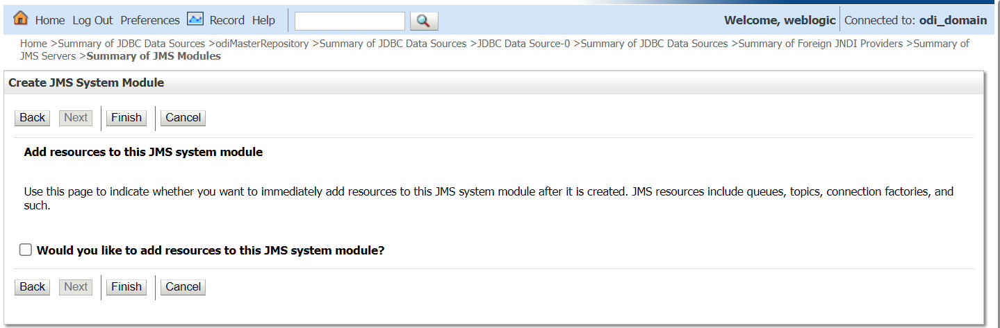 Home Log Out Preferences Record Help Welcome, weblogic Connected to: odi_domain
Home >Summary of JDBC Data Sources >odiMasterRepository >Summary of JDBC Data Sources >JDBC Data Source-0 >Summary of JDBC Data Sources >Summary of Foreign JNDI Providers >Summary of
JMS Servers >Summary of JMS Modules
Create JMS System Module
Back Next Finish Cancel
Add resources to this JMS system module
Use this page to indicate whether you want to immediately add resources to this JMS system module after it is created. JMS resources include queues, topics, connection factories, and
such.
Would you like to add resources to this JMS system module?
Back Next Finish Cancel